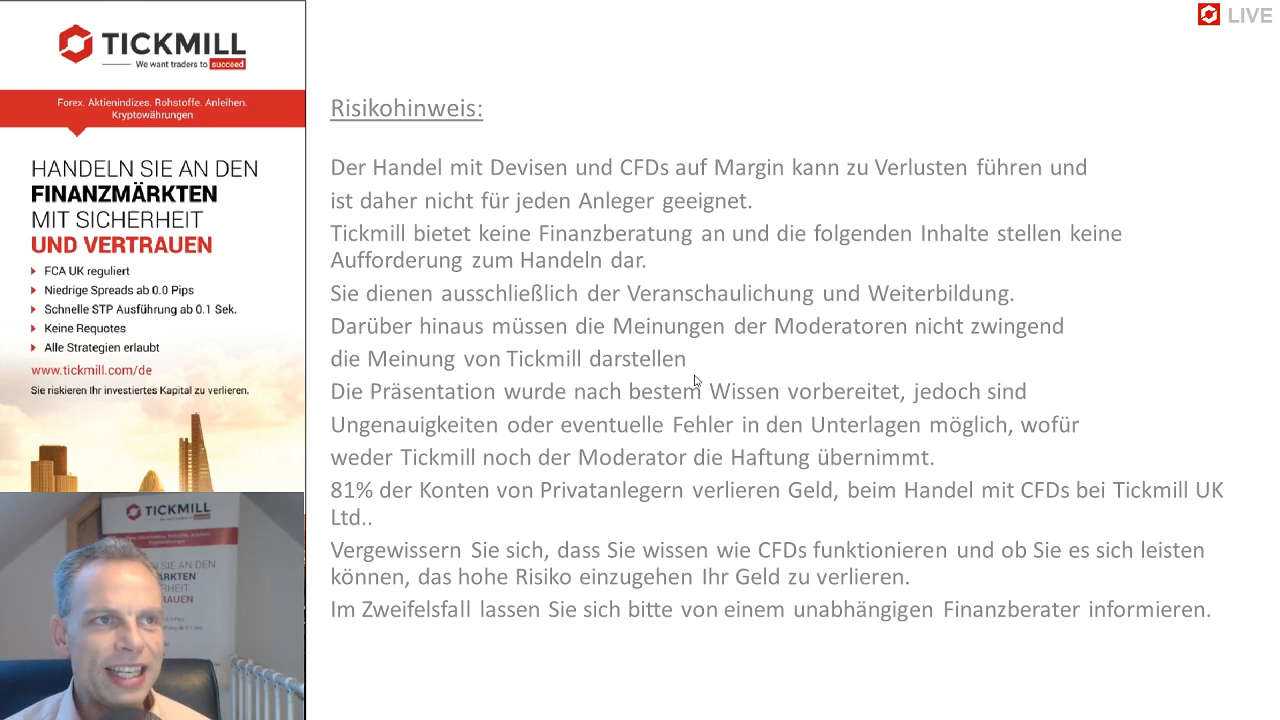 TICKMILL
We want traders to succeed
Forex. Aktienindizes. Rohstoffe. Anleihen.
Kryptowährungen
HANDELN SIE AN DEN
FINANZMÄRKTEN
MIT SICHERHEIT
UND VERTRAUEN
FCA UK reguliert
Niedrige Spreads ab 0.0 Pips
Schnelle STP Ausführung ab 0.1 Sek.
Keine Requotes
Alle Strategien erlaubt
www.tickmill.com/de
Sie riskieren Ihr investiertes Kapital zu verlieren.
TICKMILL
SIE AN DEN
RKTEN
HERHEIT
RAUEN
LIVE
Risikohinweis:
Der Handel mit Devisen und CFDs auf Margin kann zu Verlusten führen und
ist daher nicht für jeden Anleger geeignet.
Tickmill bietet keine Finanzberatung an und die folgenden Inhalte stellen keine
Aufforderung zum Handeln dar.
Sie dienen ausschließlich der Veranschaulichung und Weiterbildung.
Darüber hinaus müssen die Meinungen der Moderatoren nicht zwingend
die Meinung von Tickmill darstellen
Die Präsentation wurde nach bestem Wissen vorbereitet, jedoch sind
Ungenauigkeiten oder eventuelle Fehler in den Unterlagen möglich, wofür
weder Tickmill noch der Moderator die Haftung übernimmt.
81% der Konten von Privatanlegern verlieren Geld, beim Handel mit CFDs bei Tickmill UK
Ltd..
Vergewissern Sie sich, dass Sie wissen wie CFDs funktionieren und ob Sie es sich leisten
können, das hohe Risiko einzugehen Ihr Geld zu verlieren.
Im Zweifelsfall lassen Sie sich bitte von einem unabhängigen Finanzberater informieren.